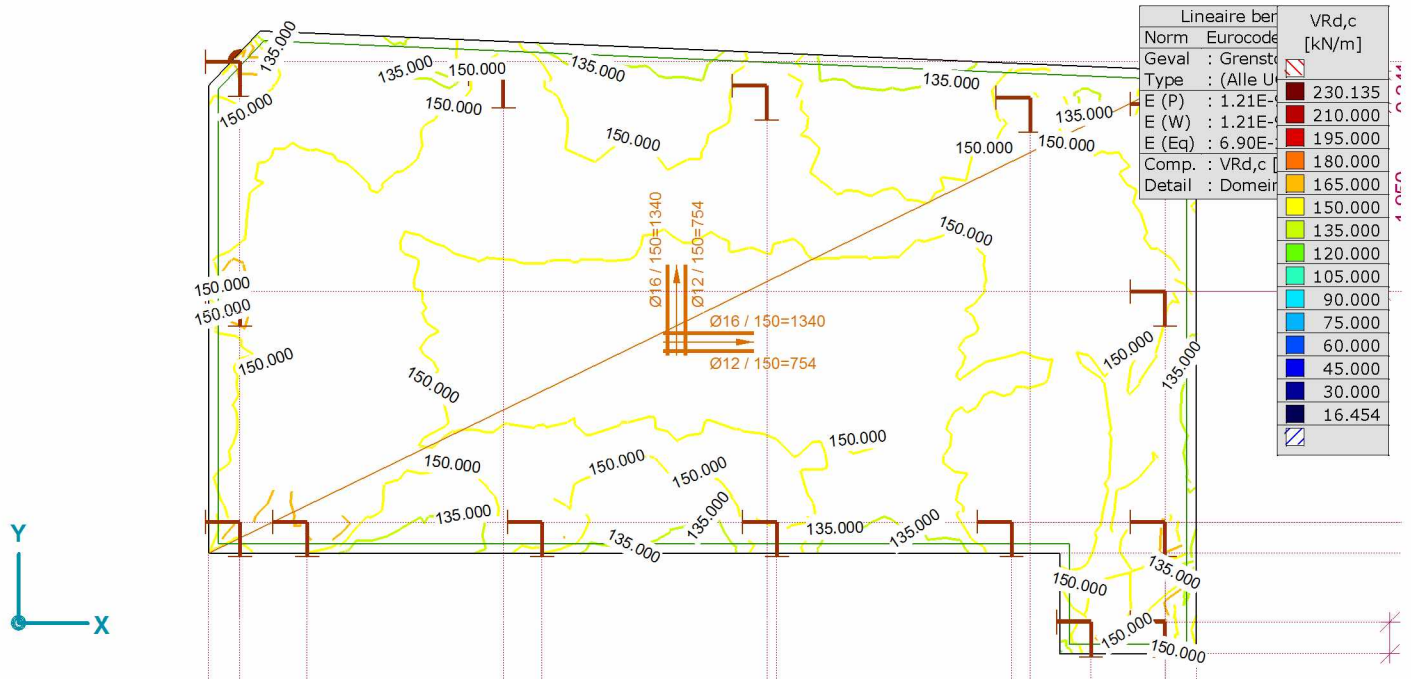 Lineaire ber
Norm Eurocode
Geval : Grensto
Type : (Alle U
E (P) : 1.21E-
E (W) : 1.21E-
E (Eq) : 6.90E-
Comp. : VRd,c [
Detail : Domein
VRd,c
[kN/m]
230.135
210.000
195.000
180.000
165.000
150.000
135.000
120.000
105.000
90.000
75.000
60.000
45.000
30.000
16.454
135.000
135.000
150.000
135.000
135.000
150.000
150.000
135.000
150.000
150.000
150.000
Ø16 / 150=1340
Ø12 / 150=754
150.000
150.000
150.000
Ø16 / 150=1340
Ø12 / 150=754
150.000
150.000
135.000
150.000
150.000
150.000
150.000
150.000
135.000
135.000
135.000
135.000
135.000
135.000
150.000
150.000
150.000
Y
X